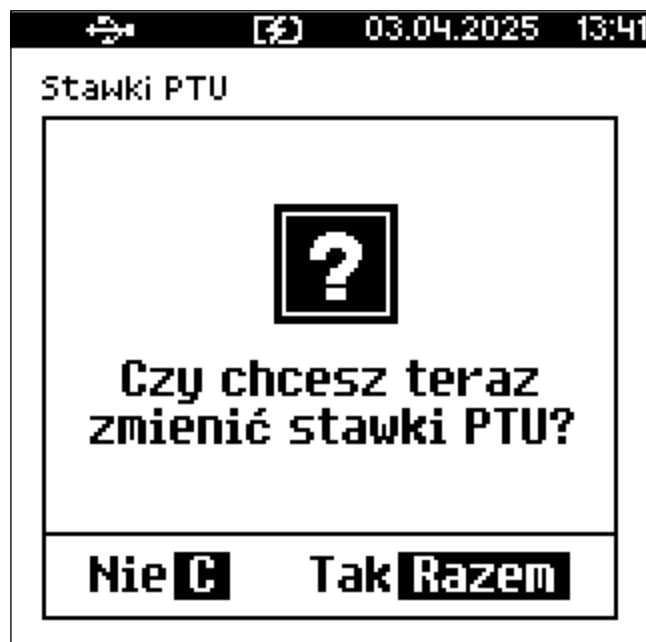 03.04.2025 13:41
Stawki PTU
?
Czy chcesz teraz
zmienić stawki PTU?
Nie C Tak Razem